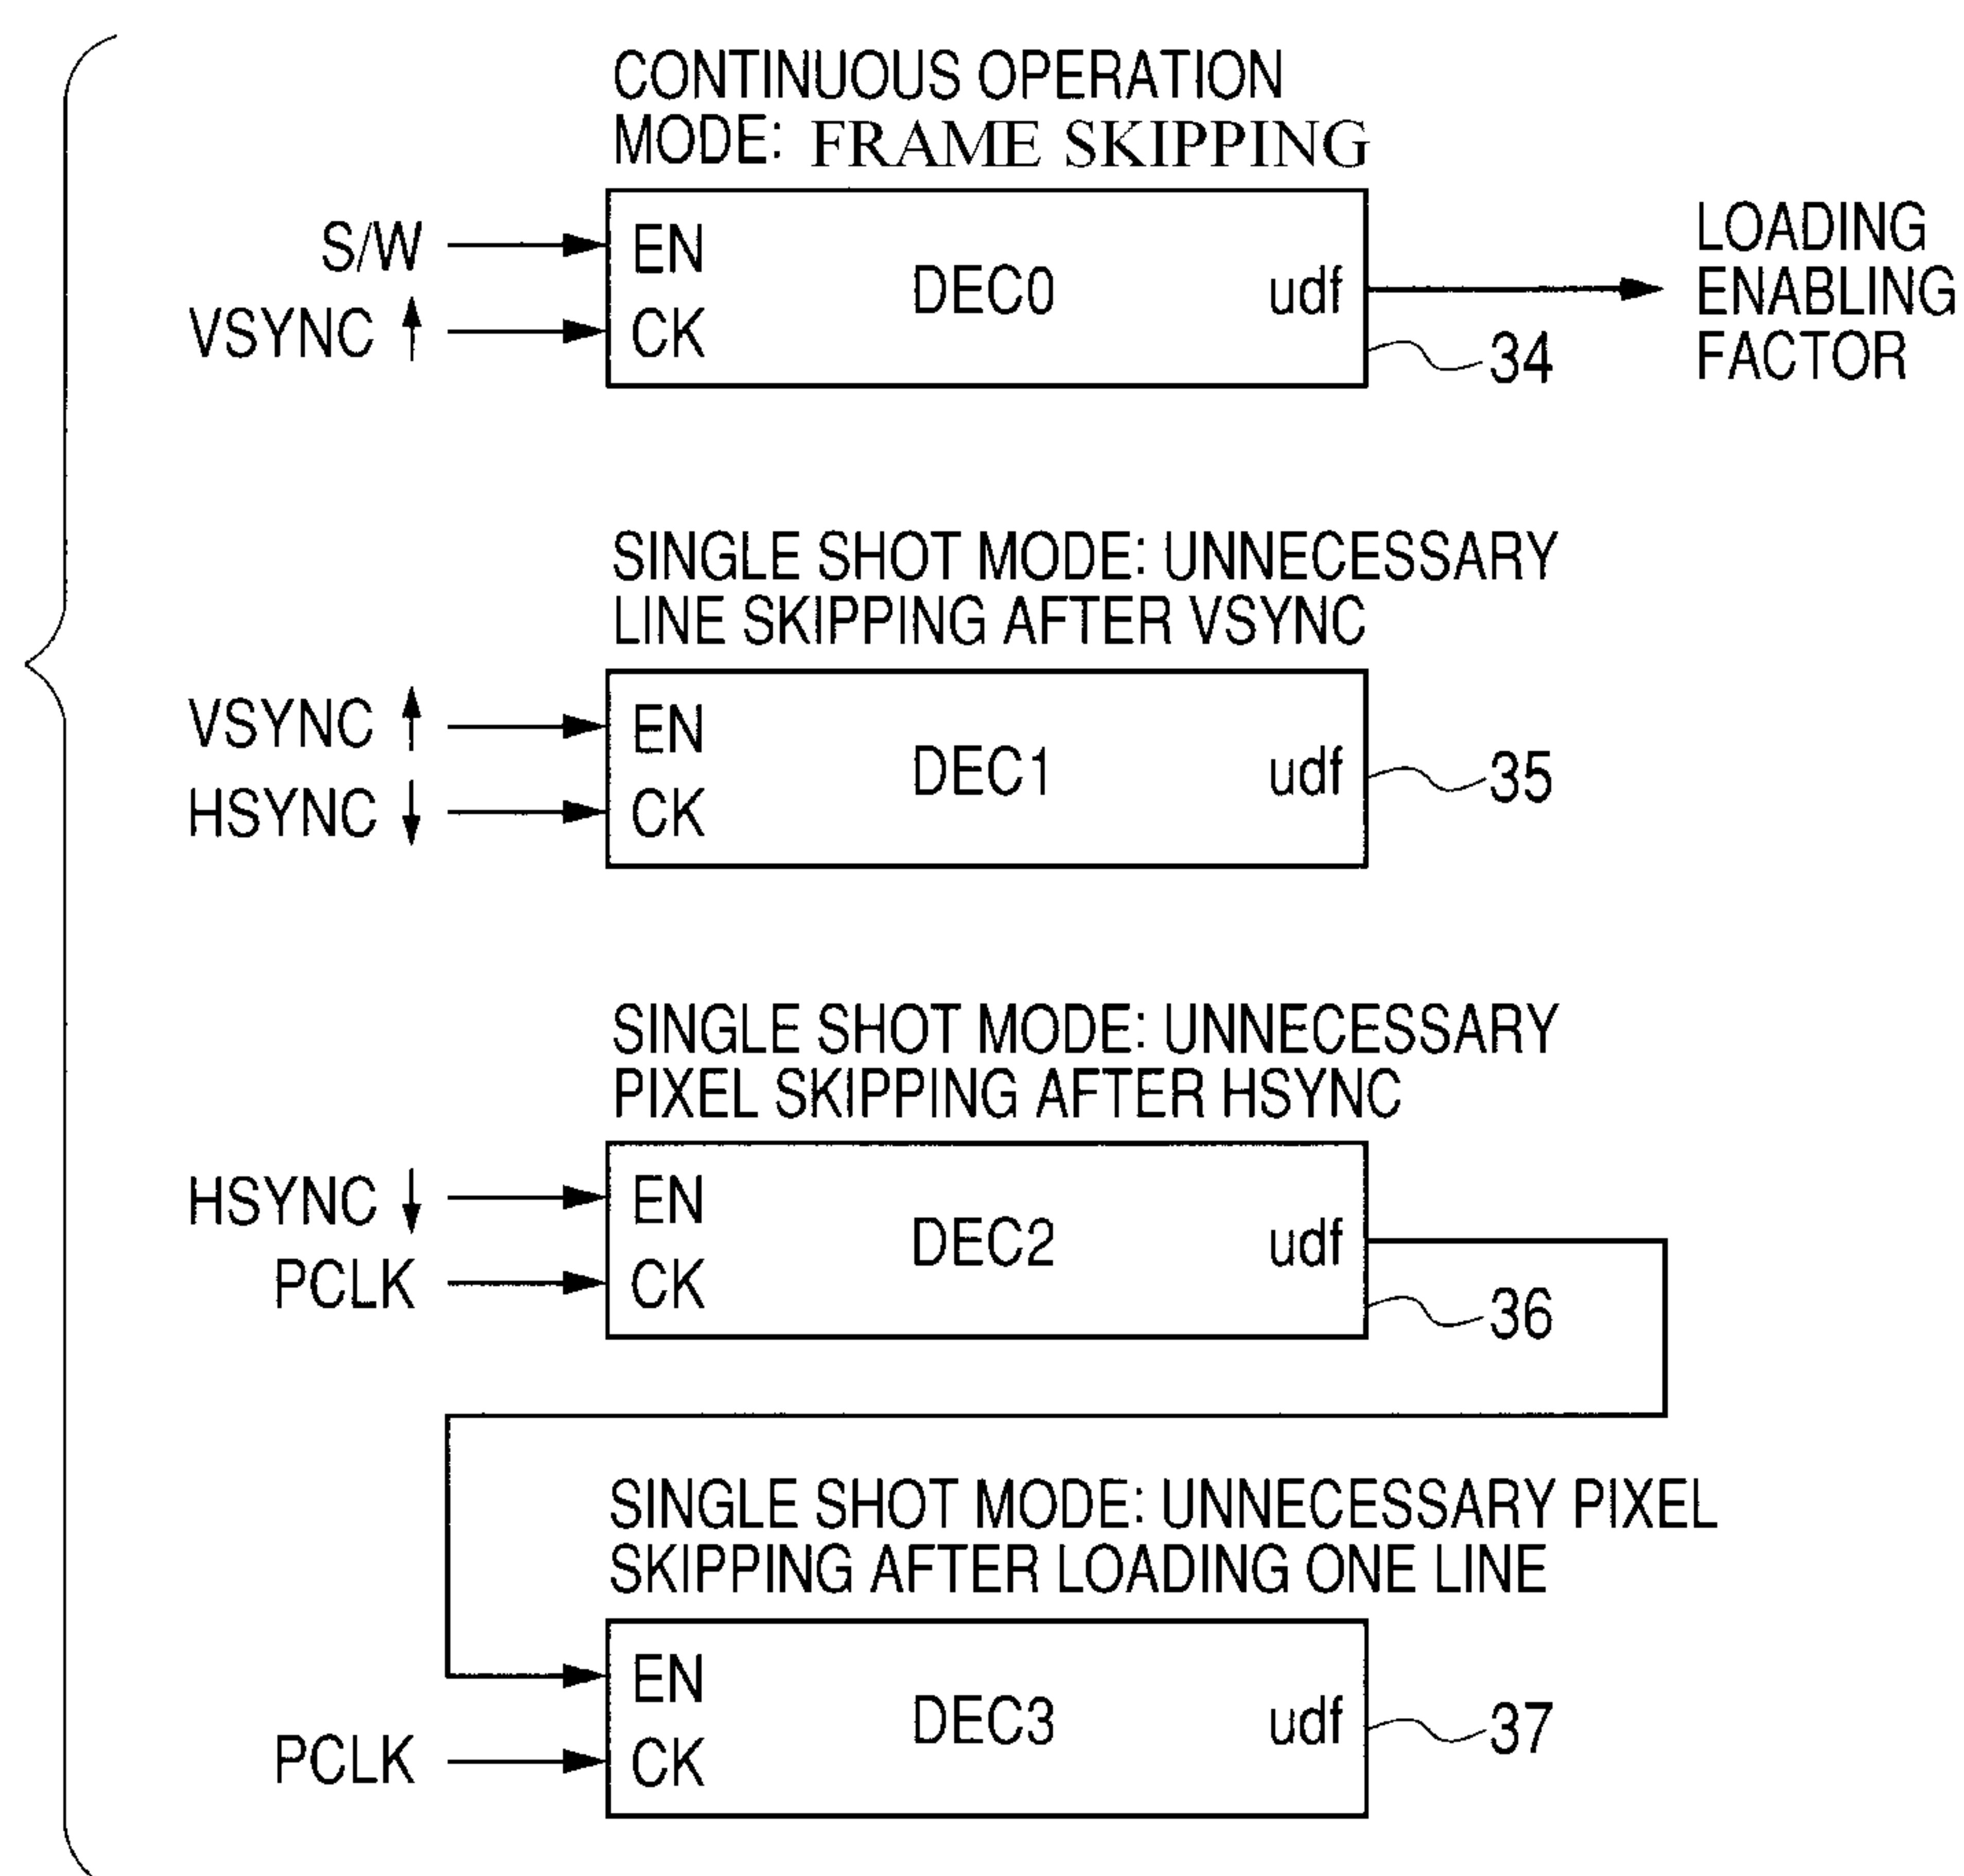 CONTINUOUS OPERATION
MODE: FRAME SKIPPING
S/W
VSYNC ↑
EN
CK
DEC0
udf
34
LOADING
ENABLING
FACTOR
SINGLE SHOT MODE: UNNECESSARY
LINE SKIPPING AFTER VSYNC
VSYNC ↑
HSYNC ↓
EN
CK
DEC1
udf
35
SINGLE SHOT MODE: UNNECESSARY
PIXEL SKIPPING AFTER HSYNC
HSYNC ↓
PCLK
EN
CK
DEC2
udf
36
SINGLE SHOT MODE: UNNECESSARY PIXEL
SKIPPING AFTER LOADING ONE LINE
PCLK
EN
CK
DEC3
udf
37